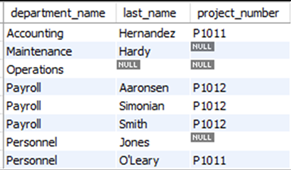 department_name last_name project_number
Accounting Hernandez P1011
Maintenance Hardy NULL
Operations NULL NULL
Payroll Aaronsen P1012
Payroll Simonian P1012
Payroll Smith P1012
Personnel Jones NULL
Personnel O'Leary P1011